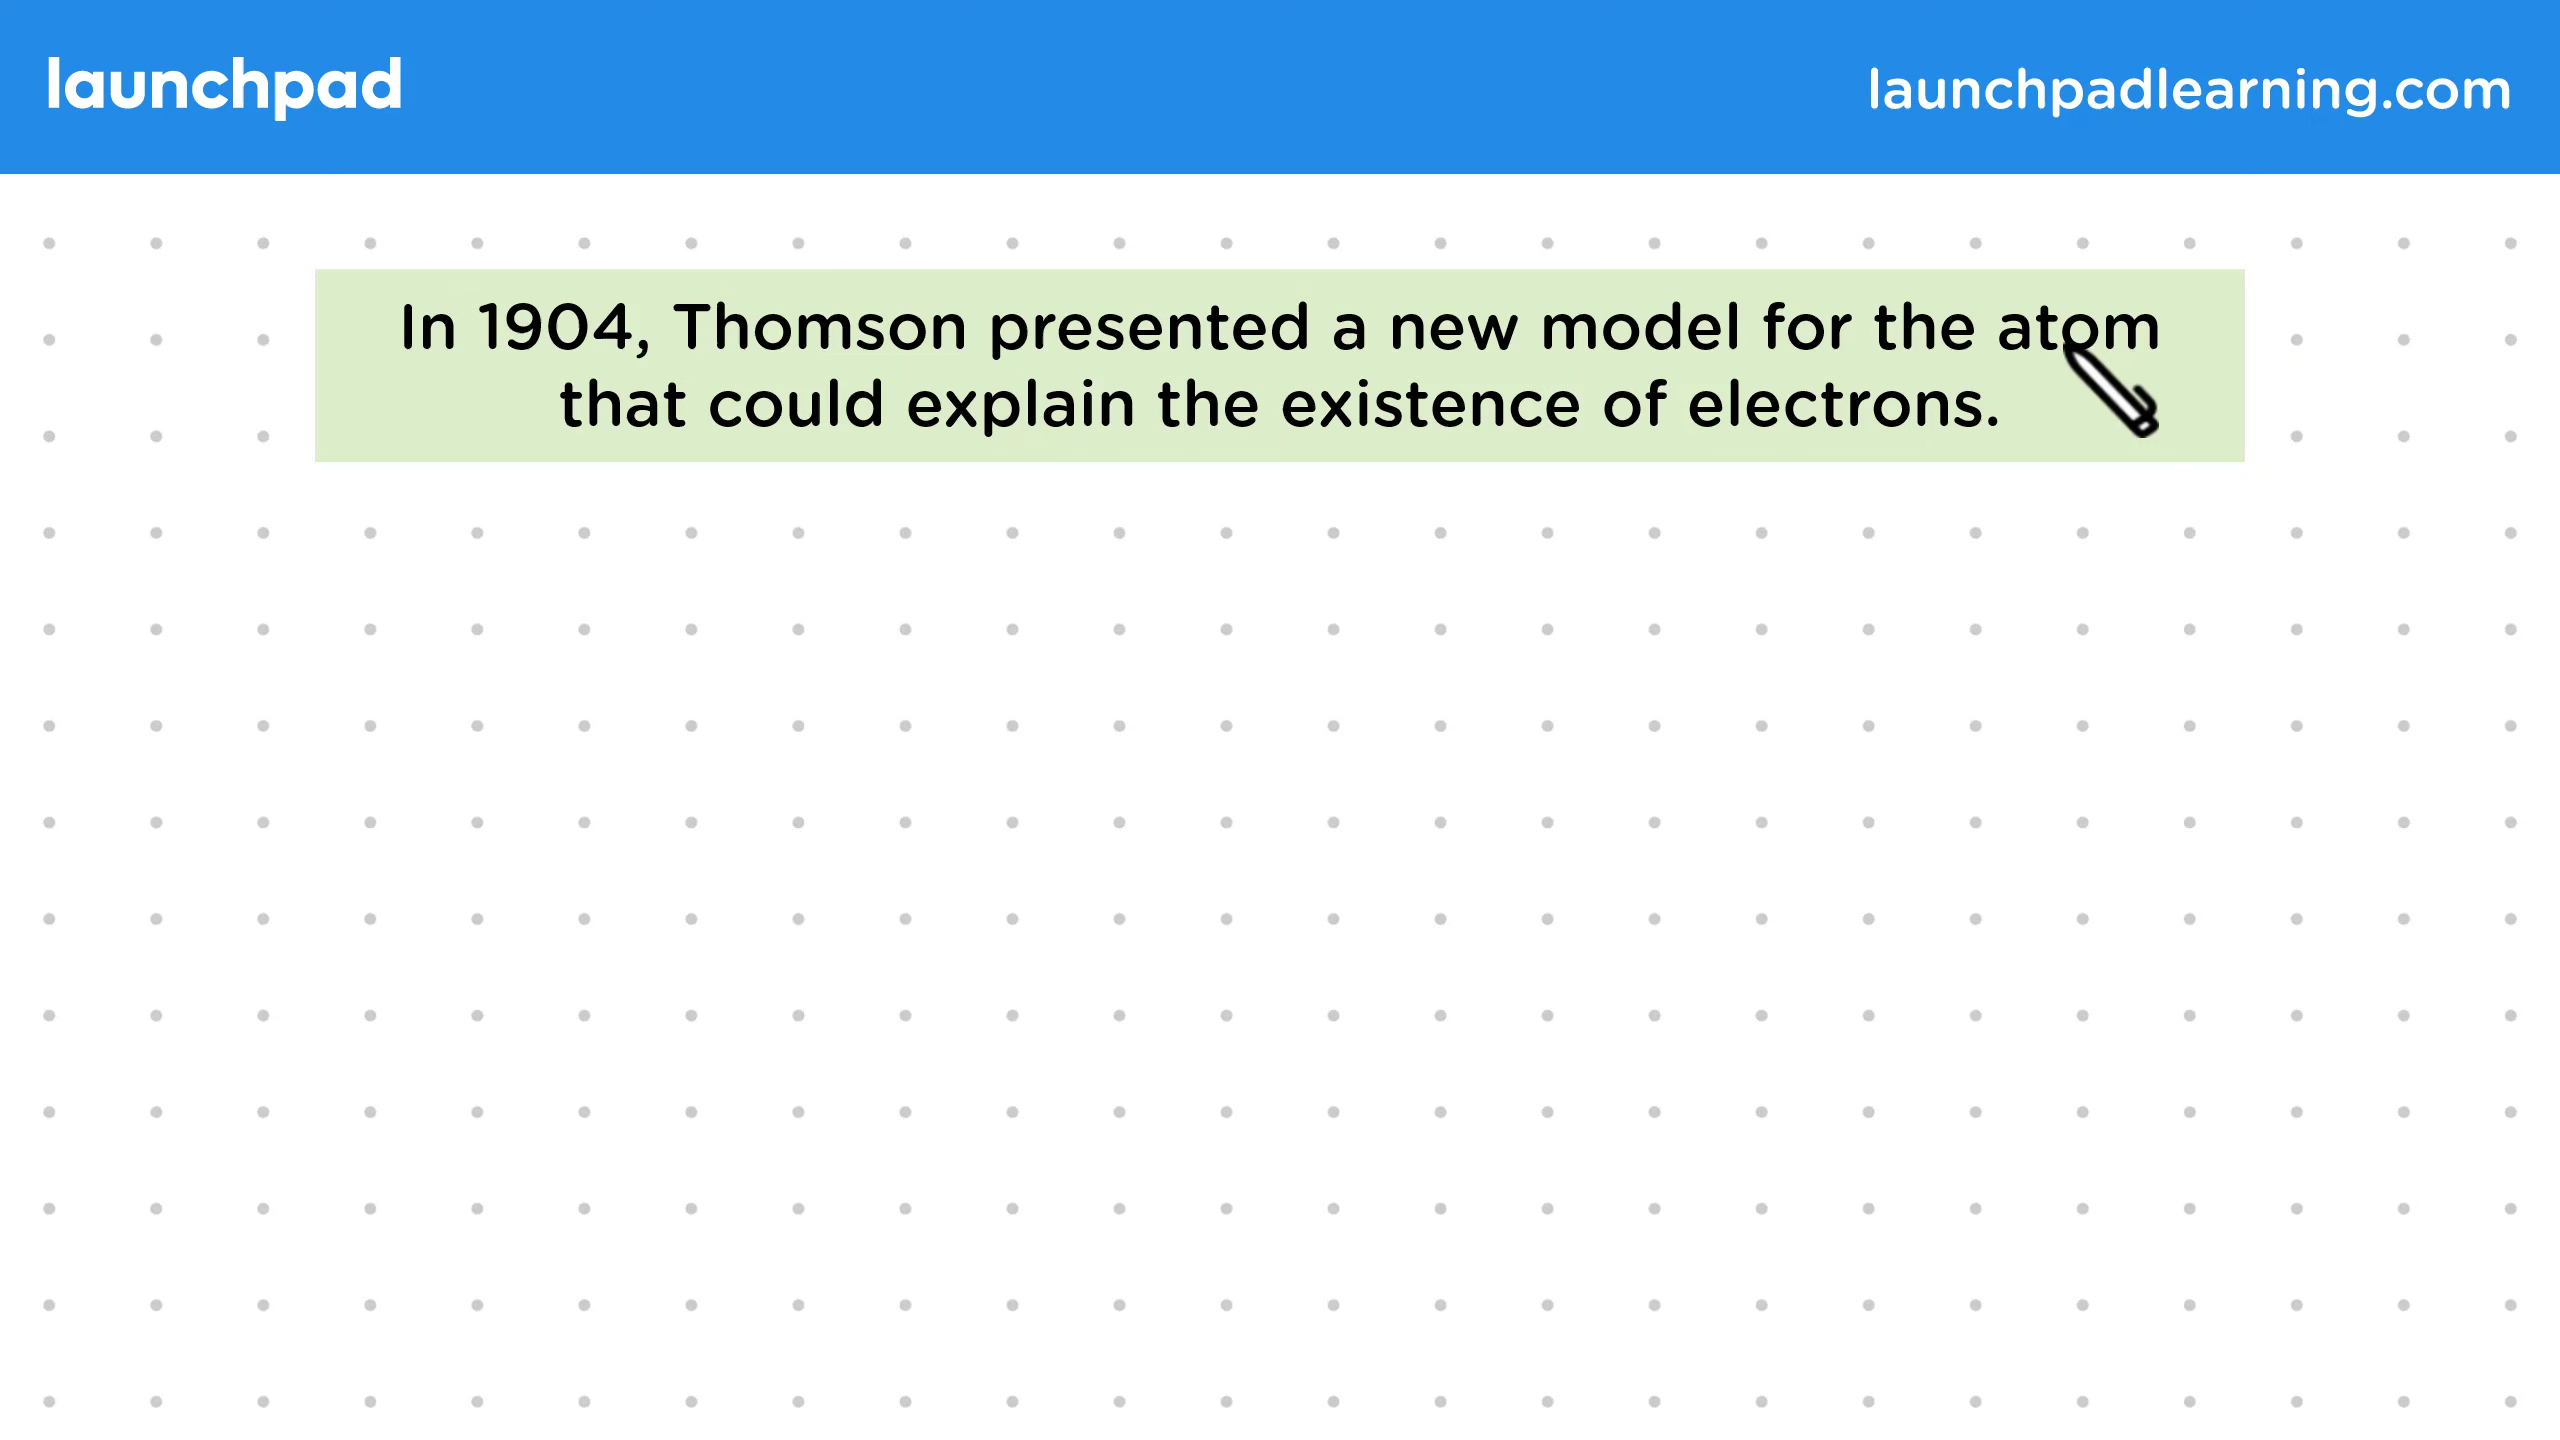 launchpad
launchpadlearning.com
In 1904, Thomson presented a new model for the atom
that could explain the existence of electrons.